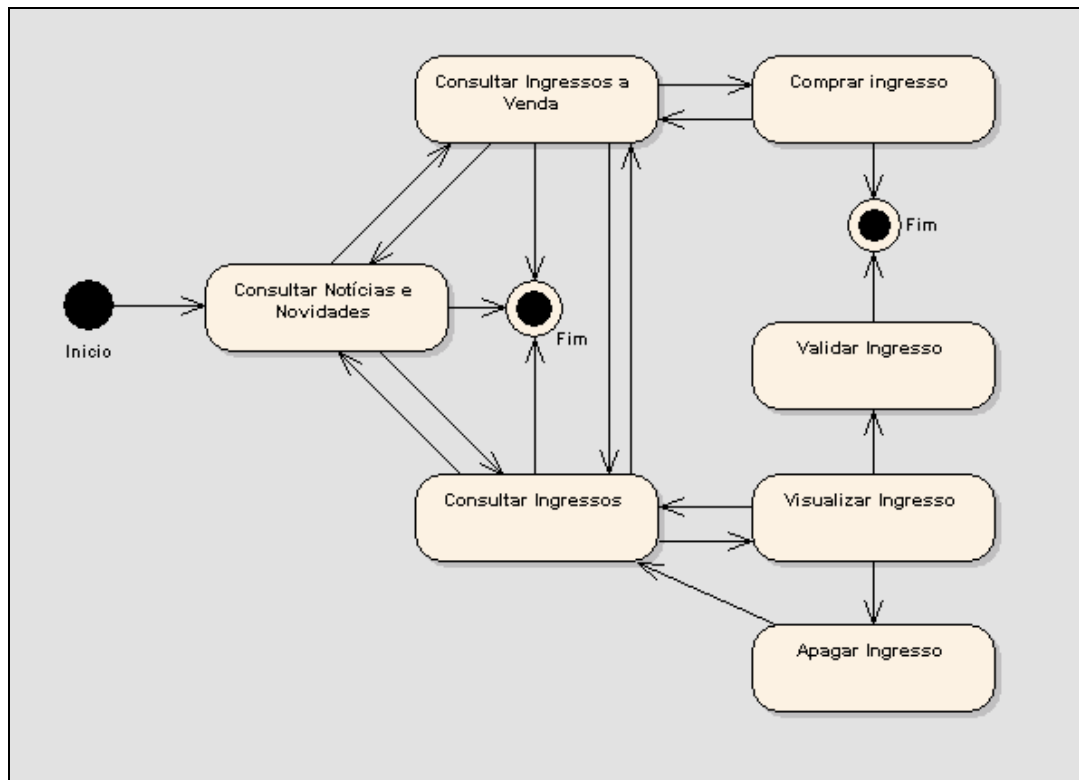 Consultar Ingressos a
Venda
Comprar ingresso
Fim
Consultar Notícias e
Novidades
Inicio
Fim
Validar Ingresso
Consultar Ingressos
Visualizar Ingresso
Apagar Ingresso